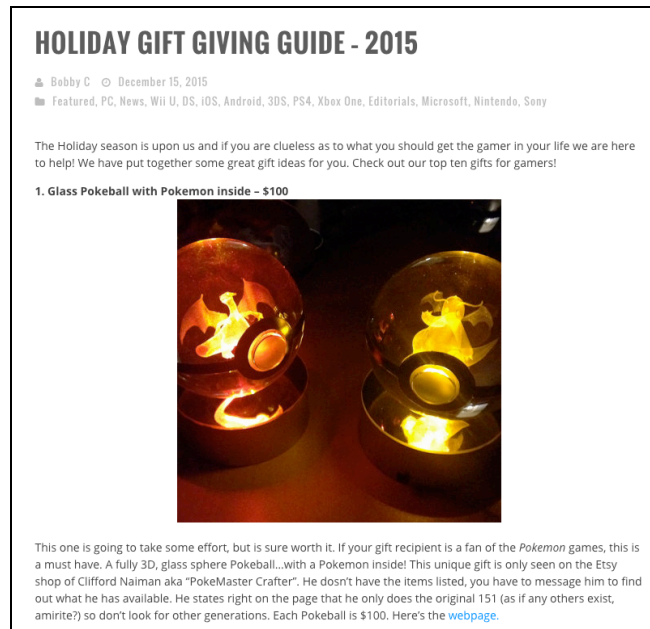 HOLIDAY GIFT GIVING GUIDE - 2015
Bobby C December 15, 2015
Featured, PC, News, Wii U, DS, iOS, Android, 3DS, PS4, Xbox One, Editorials, Microsoft, Nintendo, Sony
The Holiday season is upon us and if you are clueless as to what you should get the gamer in your life we are here
to help! We have put together some great gift ideas for you. Check out our top ten gifts for gamers!
1. Glass Pokeball with Pokemon inside – $100
This one is going to take some effort, but is sure worth it. If your gift recipient is a fan of the Pokemon games, this is
a must have. A fully 3D, glass sphere Pokeball...with a Pokemon inside! This unique gift is only seen on the Etsy
shop of Clifford Naiman aka “PokeMaster Crafter”. He dosn’t have the items listed, you have to message him to find
out what he has available. He states right on the page that he only does the original 151 (as if any others exist,
amirite?) so don’t look for other generations. Each Pokeball is $100. Here’s the webpage.